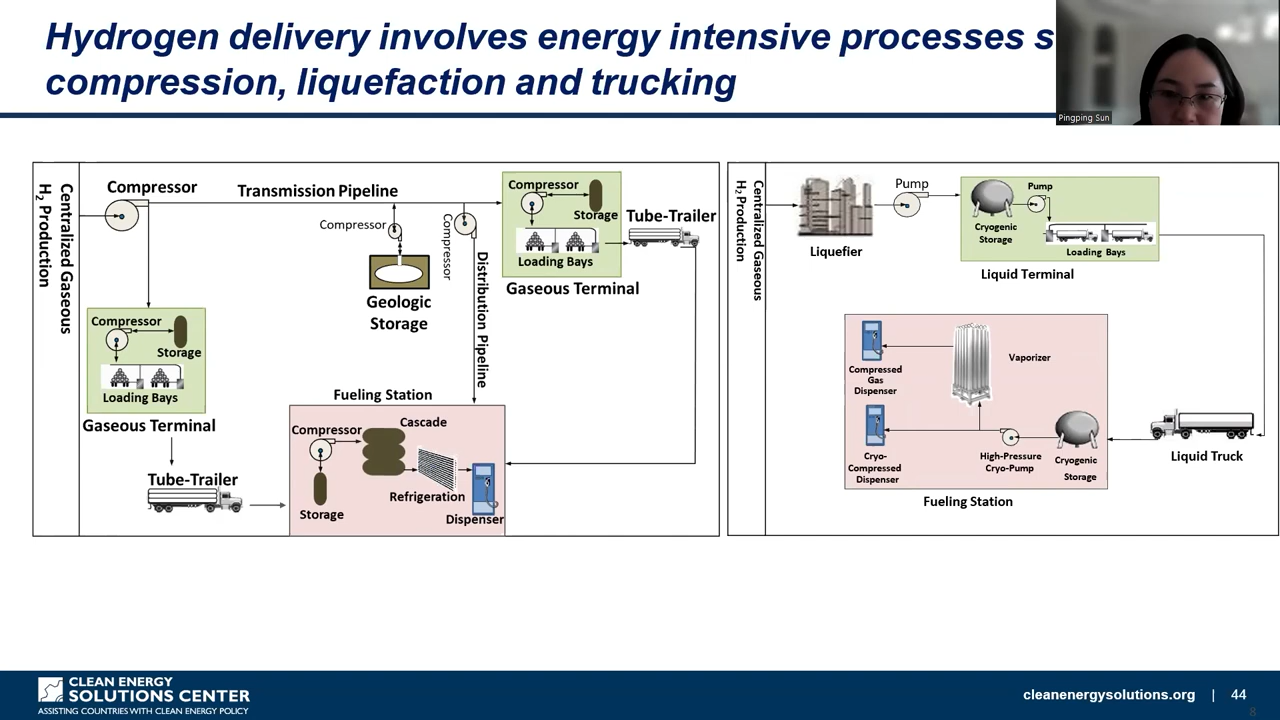 Hydrogen delivery involves energy intensive processes s
compression, liquefaction and trucking
Pingping Sun
Centralized Gaseous
H2 Production
Compressor
Transmission Pipeline
Compressor
Geologic
Storage
Compressor
Distribution Pipeline
Compressor
Storage
Loading Bays
Gaseous Terminal
Tube-Trailer
Compressor
Storage
Loading Bays
Gaseous Terminal
Tube-Trailer
Fueling Station
Compressor
Cascade
Storage
Refrigeration
Dispenser
Centralized Gaseous
H2 Production
Liquefier
Pump
Cryogenic
Storage
Pump
Loading Bays
Liquid Terminal
Compressed
Gas
Dispenser
Vaporizer
Cryo-
Compressed
Dispenser
High-Pressure
Cryo-Pump
Cryogenic
Storage
Fueling Station
Liquid Truck
CLEAN ENERGY
SOLUTIONS CENTER
ASSISTING COUNTRIES WITH CLEAN ENERGY POLICY
cleanenergysolutions.org | 44
8